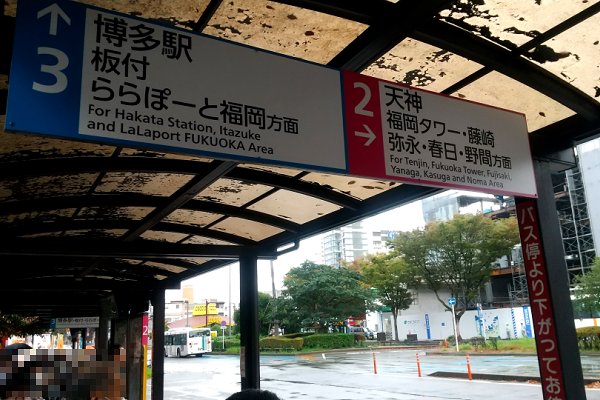 ↑
3
博多駅
板付
ららぽーと福岡方面
For Hakata Station, Itazuke
and LaLaport FUKUOKA Area
2
→
天神
福岡タワー・藤崎
弥永・春日・野間方面
For Tenjin, Fukuoka Tower, Fujisaki,
Yanaga, Kasuga and Noma Area
バス停より下がってお